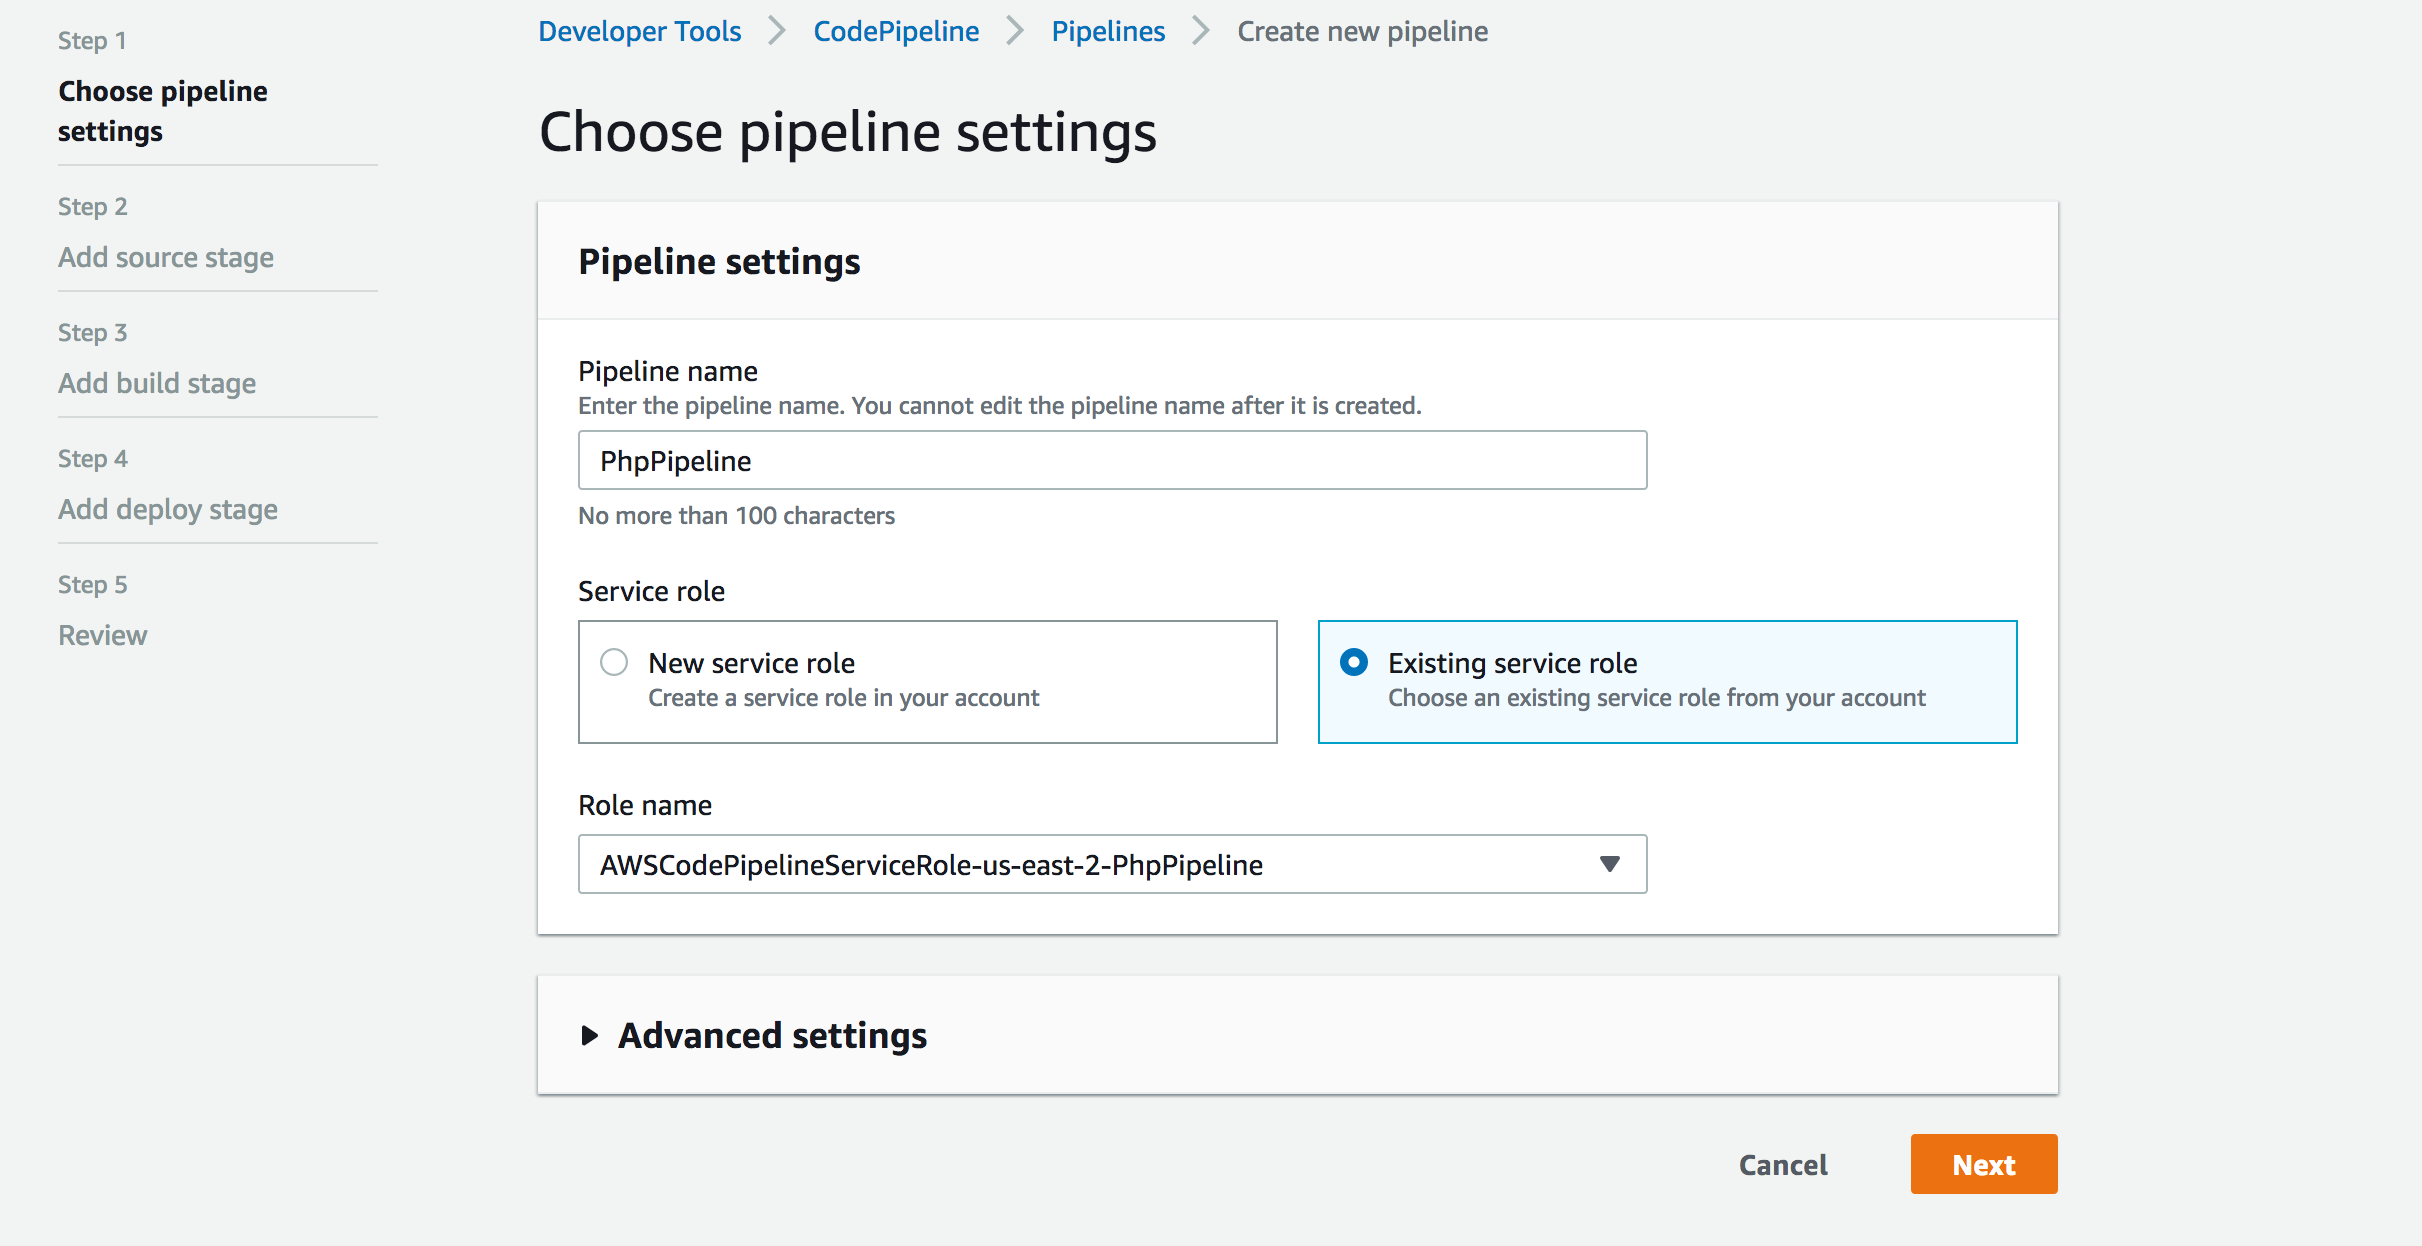 Step 1
Choose pipeline
settings
Step 2
Add source stage
Step 3
Add build stage
Step 4
Add deploy stage
Step 5
Review
Developer Tools
CodePipeline
Pipelines
Create new pipeline
Choose pipeline settings
Pipeline settings
Pipeline name
Enter the pipeline name. You cannot edit the pipeline name after it is created.
PhpPipeline
No more than 100 characters
Service role
New service role
Create a service role in your account
Existing service role
Choose an existing service role from your account
Role name
AWSCodePipelineServiceRole-us-east-2-PhpPipeline
Advanced settings
Cancel
Next